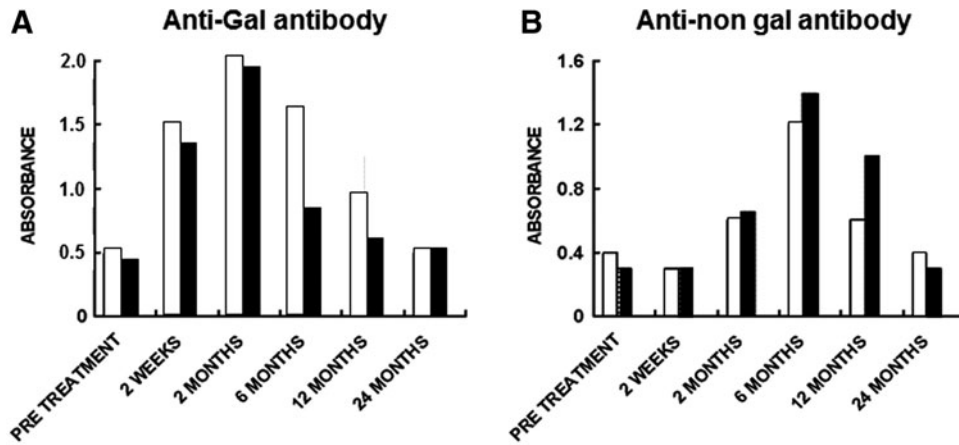 A Anti-Gal antibody
2.0
1.5
1.0
0.5
0
ABSORBANCE
PRE TREATMENT
2 WEEKS
2 MONTHS
6 MONTHS
12 MONTHS
24 MONTHS
B Anti-non gal antibody
1.6
1.2
0.8
0.4
0
ABSORBANCE
PRE TREATMENT
2 WEEKS
2 MONTHS
6 MONTHS
12 MONTHS
24 MONTHS